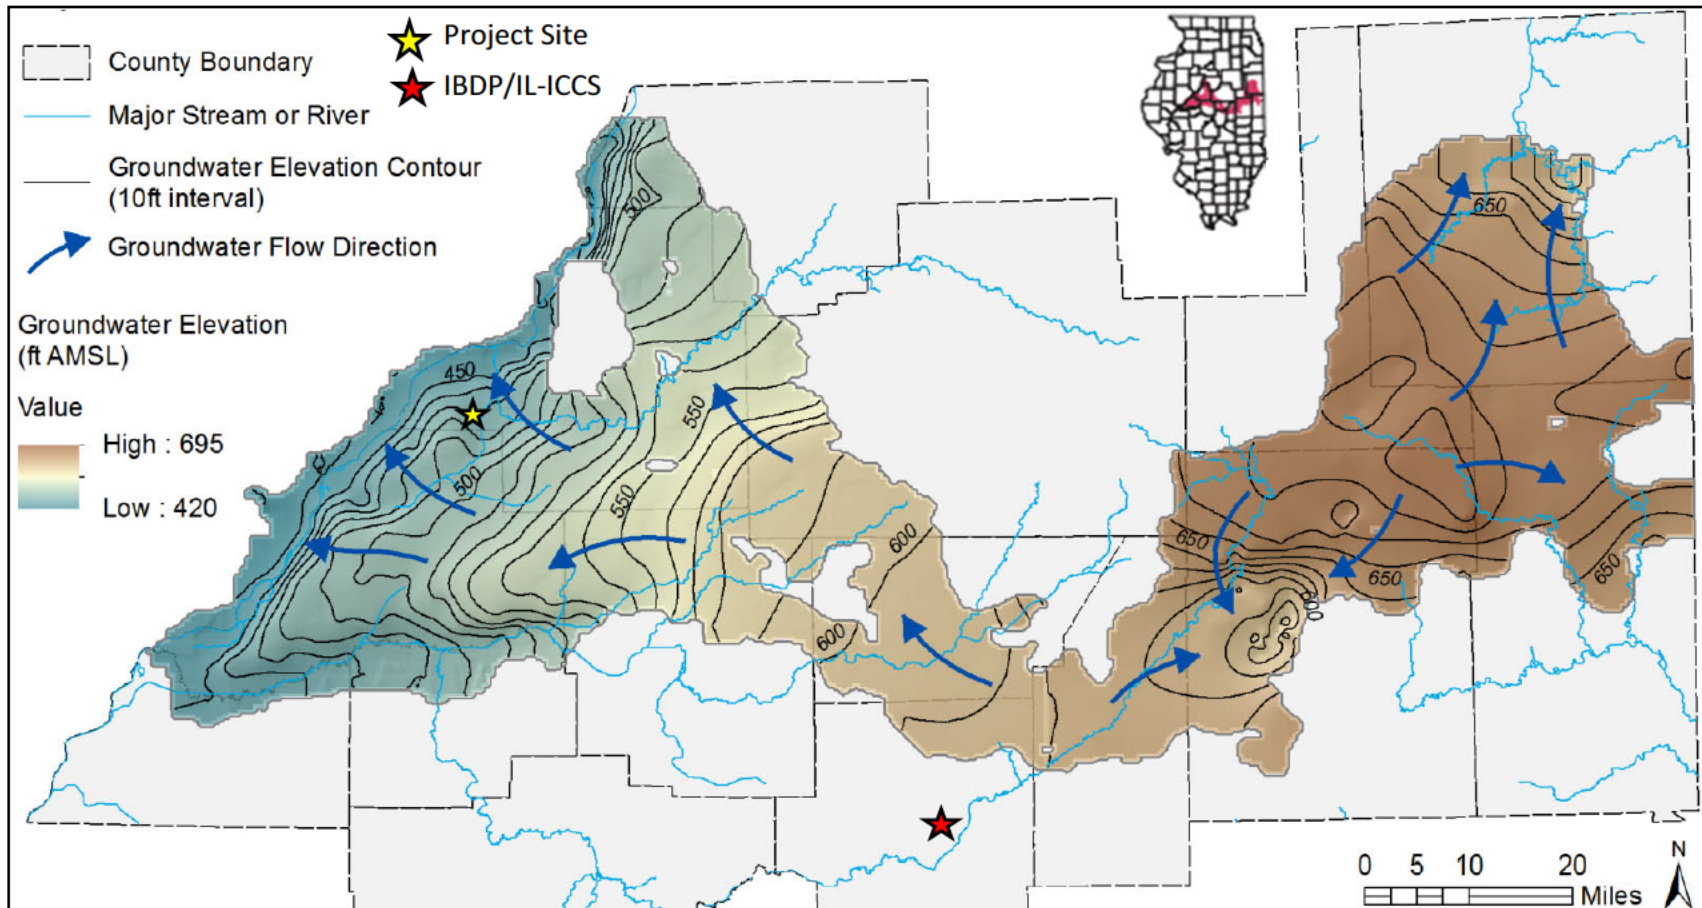 Project Site
IBDP/IL-ICCS
County Boundary
Major Stream or River
Groundwater Elevation Contour
(10ft interval)
Groundwater Flow Direction
Groundwater Elevation
(ft AMSL)
Value
High : 695
Low : 420
500
450
500
550
550
600
600
650
650
600
650
650
N
0 5 10 20
Miles